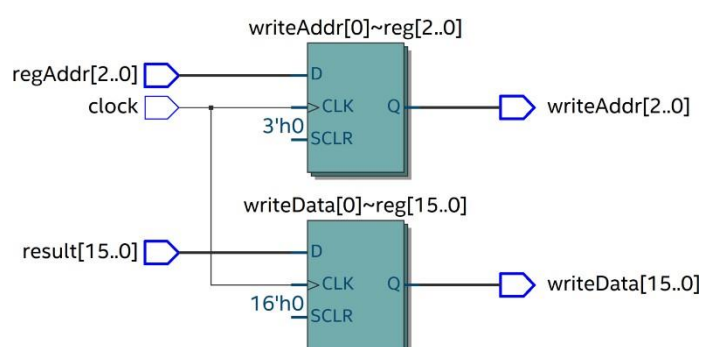 writeAddr[0]~reg[2..0]
regAddr[2..0]
D
clock
>CLK
Q
writeAddr[2..0]
3'h0
SCLR
writeData[0]~reg[15..0]
result[15..0]
D
>CLK
Q
writeData[15..0]
16'h0
SCLR